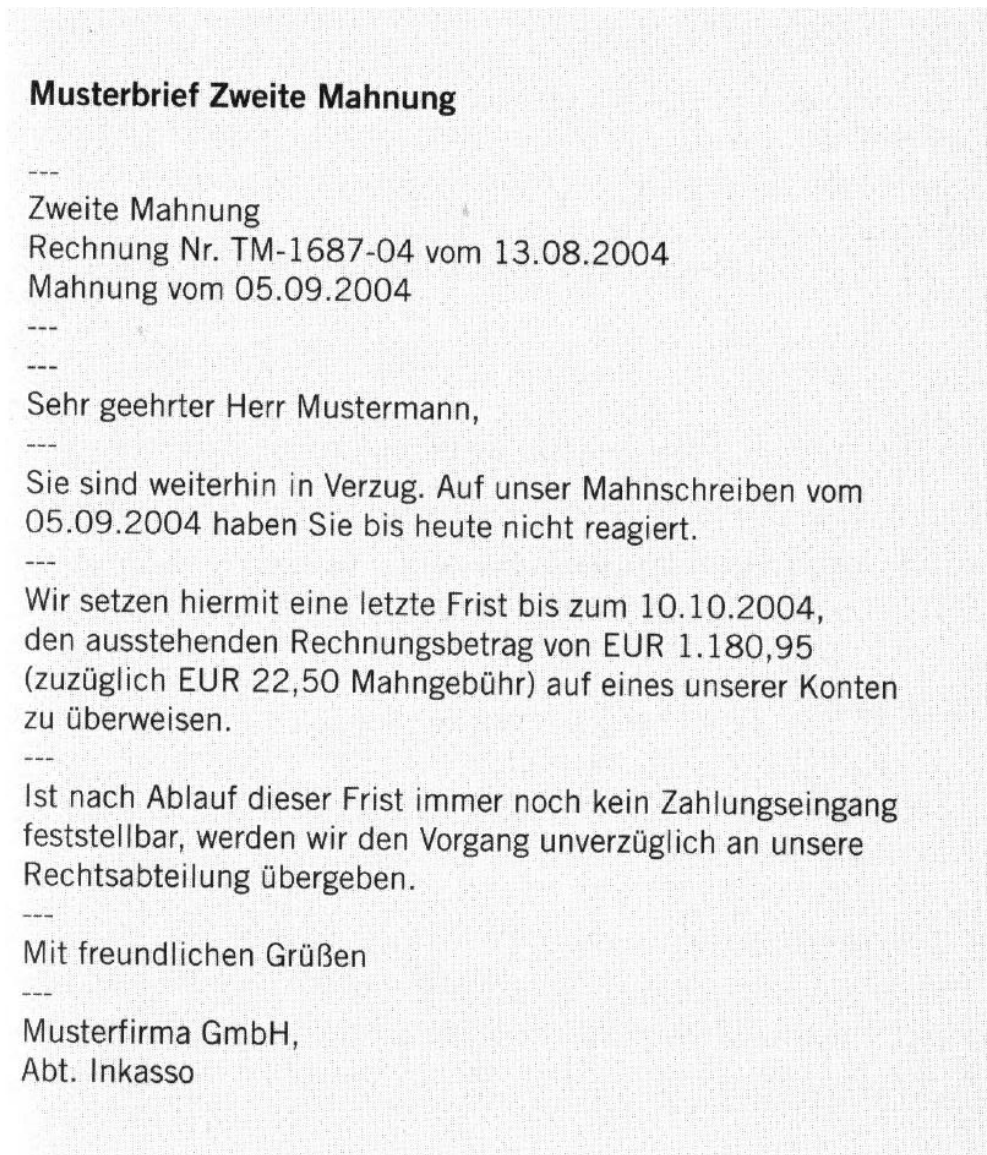 Musterbrief Zweite Mahnung
---
Zweite Mahnung
Rechnung Nr. TM-1687-04 vom 13.08.2004
Mahnung vom 05.09.2004
---
---
Sehr geehrter Herr Mustermann,
---
Sie sind weiterhin in Verzug. Auf unser Mahnschreiben vom
05.09.2004 haben Sie bis heute nicht reagiert.
---
Wir setzen hiermit eine letzte Frist bis zum 10.10.2004,
den ausstehenden Rechnungsbetrag von EUR 1.180,95
(zuzüglich EUR 22,50 Mahngebühr) auf eines unserer Konten
zu überweisen.
---
Ist nach Ablauf dieser Frist immer noch kein Zahlungseingang
feststellbar, werden wir den Vorgang unverzüglich an unsere
Rechtsabteilung übergeben.
---
Mit freundlichen Grüßen
---
Musterfirma GmbH,
Abt. Inkasso